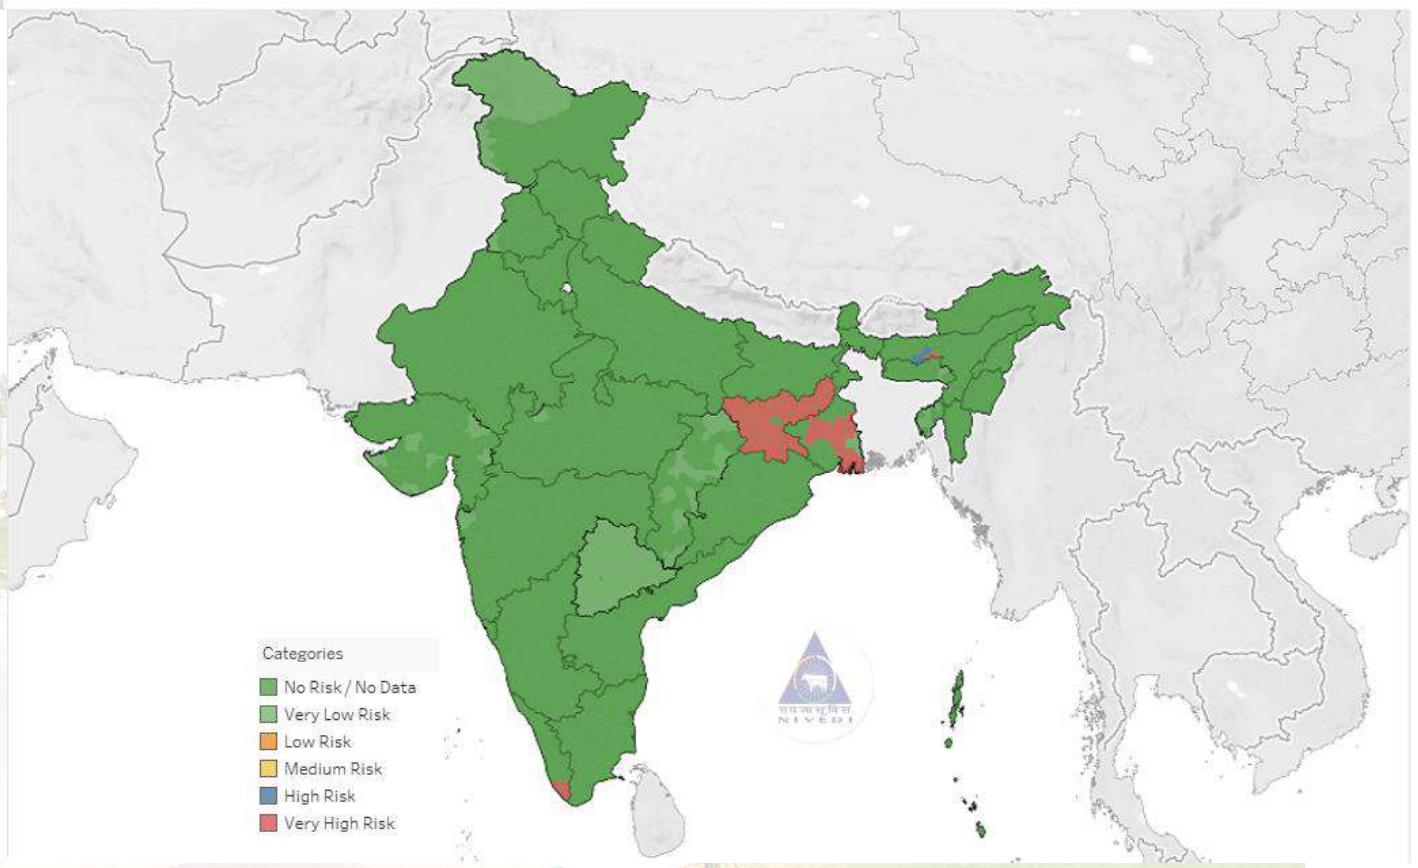 Categories
No Risk / No Data
Very Low Risk
Low Risk
Medium Risk
High Risk
Very High Risk
NIVEDI